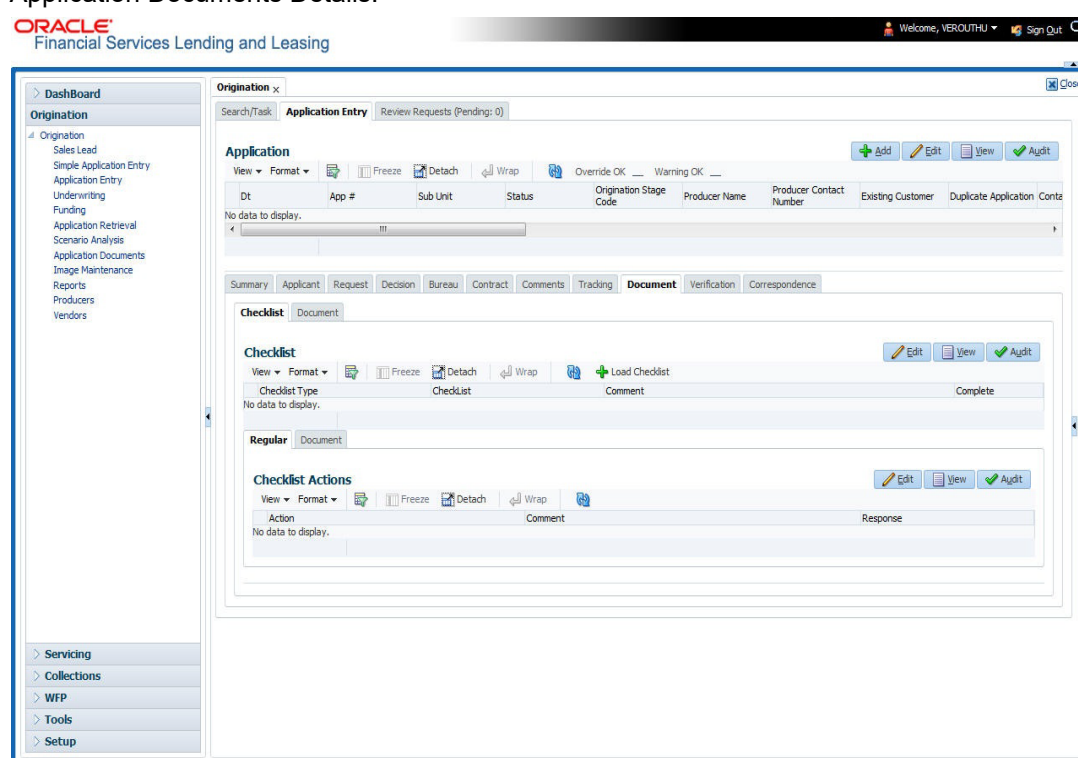 Application Documents Details:
ORACLE
Financial Services Lending and Leasing
Welcome, VEROUTHU Sign Out
DashBoard
Origination
Origination
Sales Lead
Simple Application Entry
Application Entry
Underwriting
Funding
Application Retrieval
Scenario Analysis
Application Documents
Image Maintenance
Reports
Producers
Vendors
Servicing
Collections
WFP
Tools
Setup
Origination x Close
Search/Task Application Entry Review Requests (Pending: 0)
Application Add Edit View Audit
View Format Freeze Detach Wrap Override OK __ Warning OK __
Dt App # Sub Unit Status Origination Stage Code Producer Name Producer Contact Number Existing Customer Duplicate Application Conta
No data to display.
Summary Applicant Request Decision Bureau Contract Comments Tracking Document Verification Correspondence
Checklist Document
Checklist Edit View Audit
View Format Freeze Detach Wrap Load Checklist
Checklist Type CheckList Comment Complete
No data to display.
Regular Document
Checklist Actions Edit View Audit
View Format Freeze Detach Wrap
Action Comment Response
No data to display.